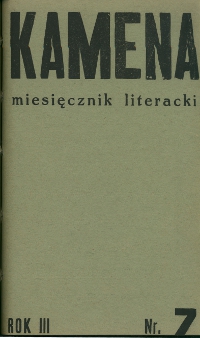 KAMENA
miesięcznik literacki
ROK III Nr. 7